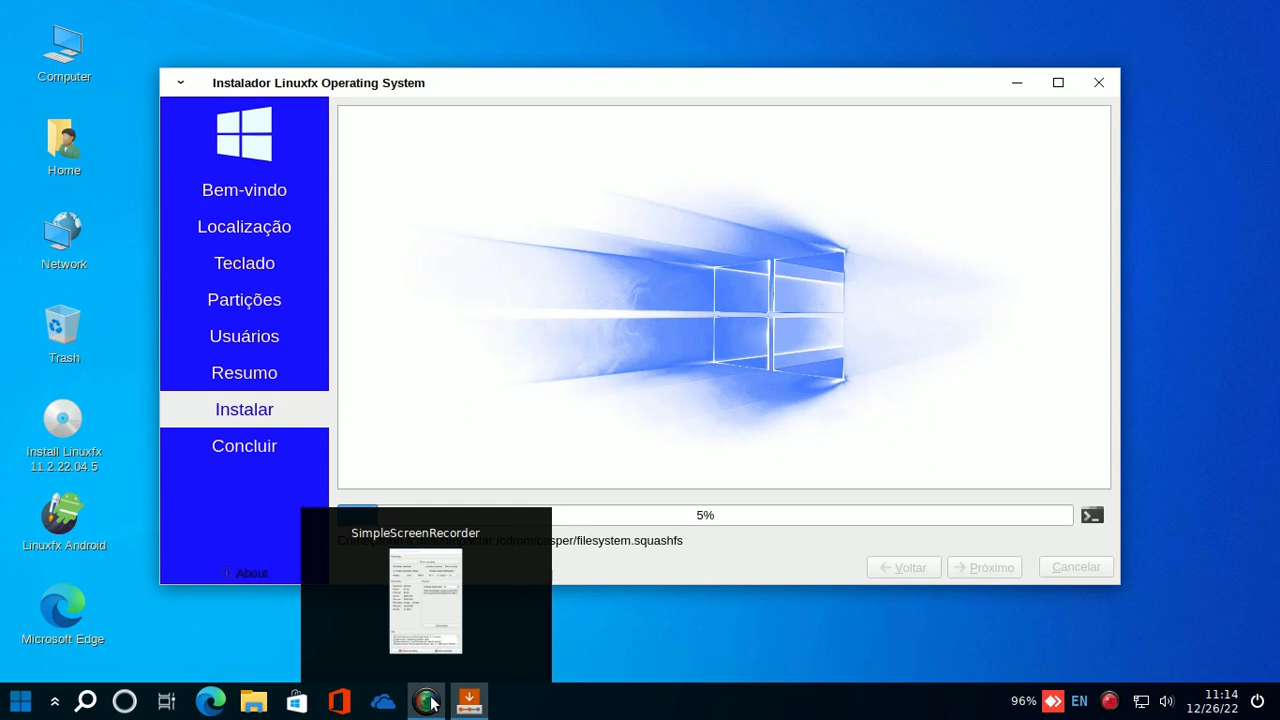 Computer
Home
Network
Trash
Install Linuxfx
11.2.22.04.5
Linuxfx Android
Microsoft Edge
Instalador Linuxfx Operating System
Bem-vindo
Localização
Teclado
Partições
Usuários
Resumo
Instalar
Concluir
About
5%
/cdrom/casper/filesystem.squashfs
Voltar
Próximo
Cancelar
SimpleScreenRecorder
96%
EN
11:14
12/26/22